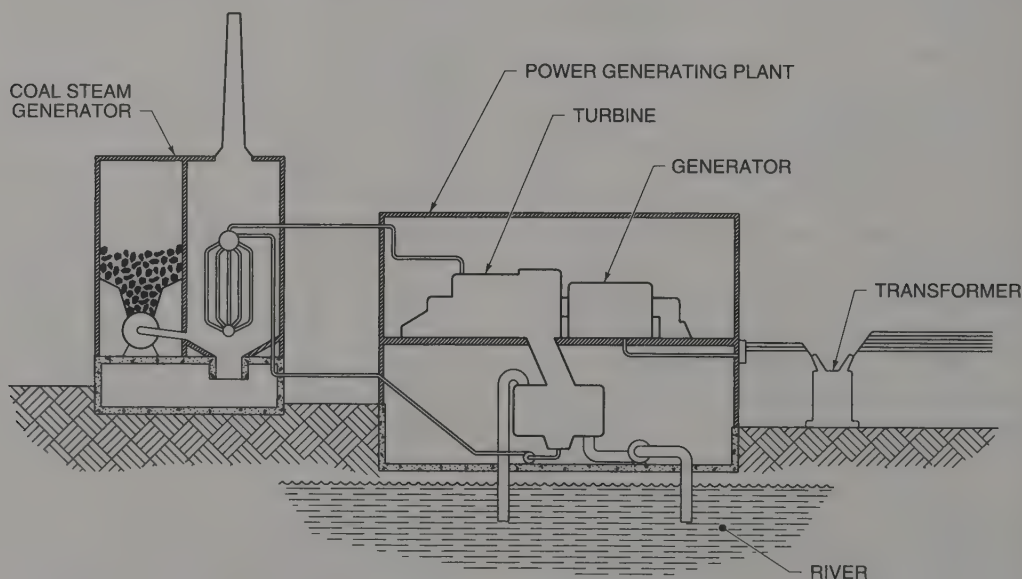 COAL STEAM
GENERATOR
POWER GENERATING PLANT
TURBINE
GENERATOR
TRANSFORMER
RIVER